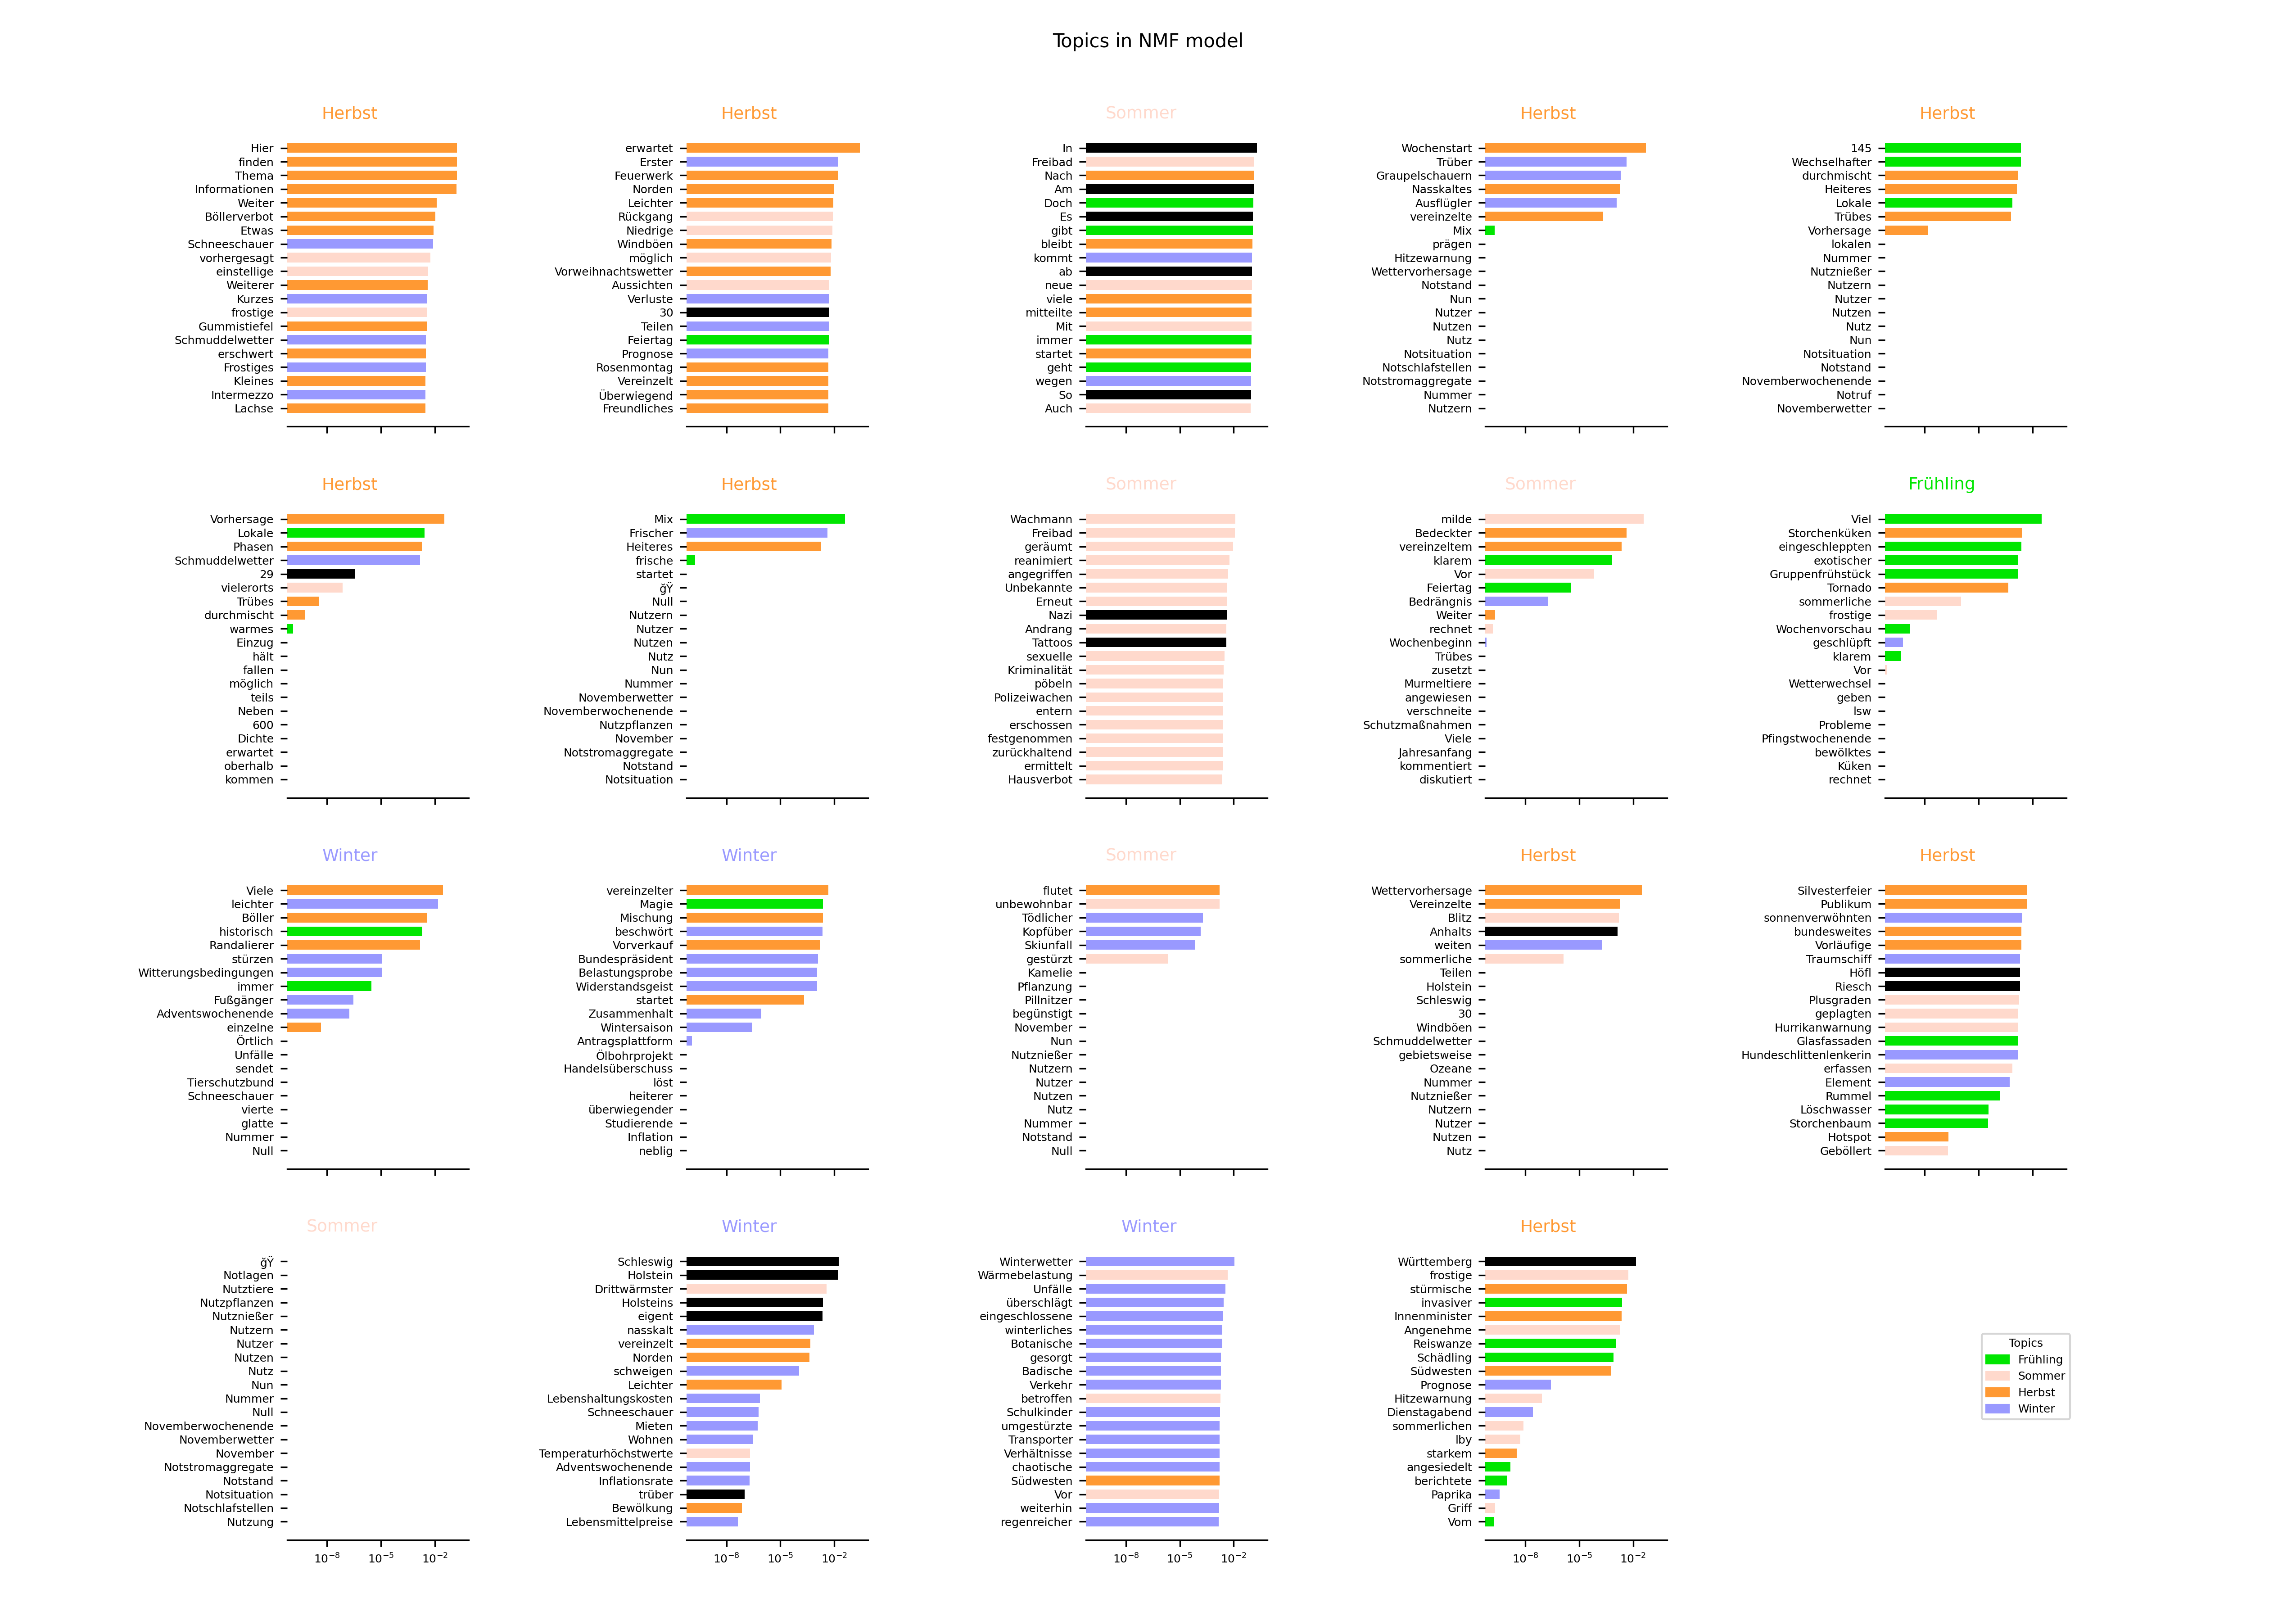 Topics in NMF model
Herbst
Hier
finden
Thema
Informationen
Weiter
Böllerverbot
Etwas
Schneeschauer
vorhergesagt
einstellige
Weiterer
Kurzes
frostige
Gummistiefel
Schmuddelwetter
erschwert
Frostiges
Kleines
Intermezzo
Lachse
Herbst
erwartet
Erster
Feuerwerk
Norden
Leichter
Rückgang
Niedrige
Windböen
möglich
Vorweihnachtswetter
Aussichten
Verluste
30
Teilen
Feiertag
Prognose
Rosenmontag
Vereinzelt
Überwiegend
Freundliches
Sommer
In
Freibad
Nach
Am
Doch
Es
gibt
bleibt
kommt
ab
neue
viele
mitteilte
Mit
immer
startet
geht
wegen
So
Auch
Herbst
Wochenstart
Trüber
Graupelschauern
Nasskaltes
Ausflügler
vereinzelte
Mix
prägen
Hitzewarnung
Wettervorhersage
Notstand
Nun
Nutzer
Nutzen
Nutz
Notsituation
Notschlafstellen
Notstromaggregate
Nummer
Nutzern
Herbst
145
Wechselhafter
durchmischt
Heiteres
Lokale
Trübes
Vorhersage
lokalen
Nummer
Nutznießer
Nutzern
Nutzer
Nutzen
Nutz
Nun
Notsituation
Notstand
Novemberwochenende
Notruf
Novemberwetter
Herbst
Vorhersage
Lokale
Phasen
Schmuddelwetter
29
vielerorts
Trübes
durchmischt
warmes
Einzug
hält
fallen
möglich
teils
Neben
600
Dichte
erwartet
oberhalb
kommen
Herbst
Mix
Frischer
Heiteres
frische
startet
ğŸ
Null
Nutzern
Nutzer
Nutzen
Nutz
Nun
Nummer
Novemberwetter
Novemberwochenende
Nutzpflanzen
November
Notstromaggregate
Notstand
Notsituation
Sommer
Wachmann
Freibad
geräumt
reanimiert
angegriffen
Unbekannte
Erneut
Nazi
Andrang
Tattoos
sexuelle
Kriminalität
pöbeln
Polizeiwachen
entern
erschossen
festgenommen
zurückhaltend
ermittelt
Hausverbot
Sommer
milde
Bedeckter
vereinzeltem
klarem
Vor
Feiertag
Bedrängnis
Weiter
rechnet
Wochenbeginn
Trübes
zusetzt
Murmeltiere
angewiesen
verschneite
Schutzmaßnahmen
Viele
Jahresanfang
kommentiert
diskutiert
Frühling
Viel
Storchenküken
eingeschleppten
exotischer
Gruppenfrühstück
Tornado
sommerliche
frostige
Wochenvorschau
geschlüpft
klarem
Vor
Wetterwechsel
geben
lsw
Probleme
Pfingstwochenende
bewölktes
Küken
rechnet
Winter
Viele
leichter
Böller
historisch
Randalierer
stürzen
Witterungsbedingungen
immer
Fußgänger
Adventswochenende
einzelne
Örtlich
Unfälle
sendet
Tierschutzbund
Schneeschauer
vierte
glatte
Nummer
Null
Winter
vereinzelter
Magie
Mischung
beschwört
Vorverkauf
Bundespräsident
Belastungsprobe
Widerstandsgeist
startet
Zusammenhalt
Wintersaison
Antragsplattform
Ölbohrprojekt
Handelsüberschuss
löst
heiterer
überwiegender
Studierende
Inflation
neblig
Sommer
flutet
unbewohnbar
Tödlicher
Kopfüber
Skiunfall
gestürzt
Kamelie
Pflanzung
Pillnitzer
begünstigt
November
Nun
Nutznießer
Nutzern
Nutzer
Nutzen
Nutz
Nummer
Notstand
Null
Herbst
Wettervorhersage
Vereinzelte
Blitz
Anhalts
weiten
sommerliche
Teilen
Holstein
Schleswig
30
Windböen
Schmuddelwetter
gebietsweise
Ozeane
Nummer
Nutznießer
Nutzern
Nutzer
Nutzen
Nutz
Herbst
Silvesterfeier
Publikum
sonnenverwöhnten
bundesweites
Vorläufige
Traumschiff
Höfl
Riesch
Plusgraden
geplagten
Hurrikanwarnung
Glasfassaden
Hundeschlittenlenkerin
erfassen
Element
Rummel
Löschwasser
Storchenbaum
Hotspot
Geböllert
Sommer
ğŸ
Notlagen
Nutztiere
Nutzpflanzen
Nutznießer
Nutzern
Nutzer
Nutzen
Nutz
Nun
Nummer
Null
Novemberwochenende
Novemberwetter
November
Notstromaggregate
Notstand
Notsituation
Notschlafstellen
Nutzung
10⁻⁸ 10⁻⁵ 10⁻²
Winter
Schleswig
Holstein
Drittwärmster
Holsteins
eigent
nasskalt
vereinzelt
Norden
schweigen
Leichter
Lebenshaltungskosten
Schneeschauer
Mieten
Wohnen
Temperaturhöchstwerte
Adventswochenende
Inflationsrate
trüber
Bewölkung
Lebensmittelpreise
10⁻⁸ 10⁻⁵ 10⁻²
Winter
Winterwetter
Wärmebelastung
Unfälle
überschlägt
eingeschlossene
winterliches
Botanische
gesorgt
Badische
Verkehr
betroffen
Schulkinder
umgestürzte
Transporter
Verhältnisse
chaotische
Südwesten
Vor
weiterhin
regenreicher
10⁻⁸ 10⁻⁵ 10⁻²
Herbst
Württemberg
frostige
stürmische
invasiver
Innenminister
Angenehme
Reiswanze
Schädling
Südwesten
Prognose
Hitzewarnung
Dienstagabend
sommerlichen
lby
starkem
angesiedelt
berichtete
Paprika
Griff
Vom
10⁻⁸ 10⁻⁵ 10⁻²
Topics
Frühling
Sommer
Herbst
Winter